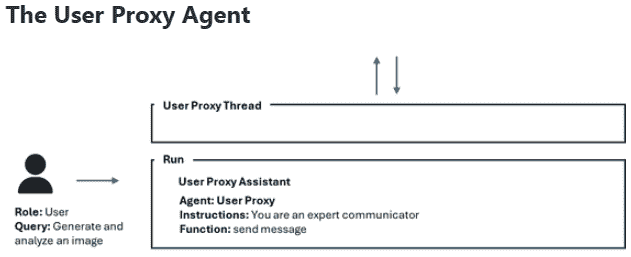 The User Proxy Agent
User Proxy Thread
Run
User Proxy Assistant
Agent: User Proxy
Instructions: You are an expert communicator
Function: send message
Role: User
Query: Generate and
analyze an image